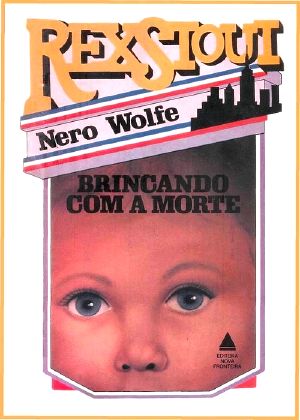 REX STOUT
Nero Wolfe
BRINCANDO
COM A MORTE
EDITORA
NOVA
FRONTEIRA